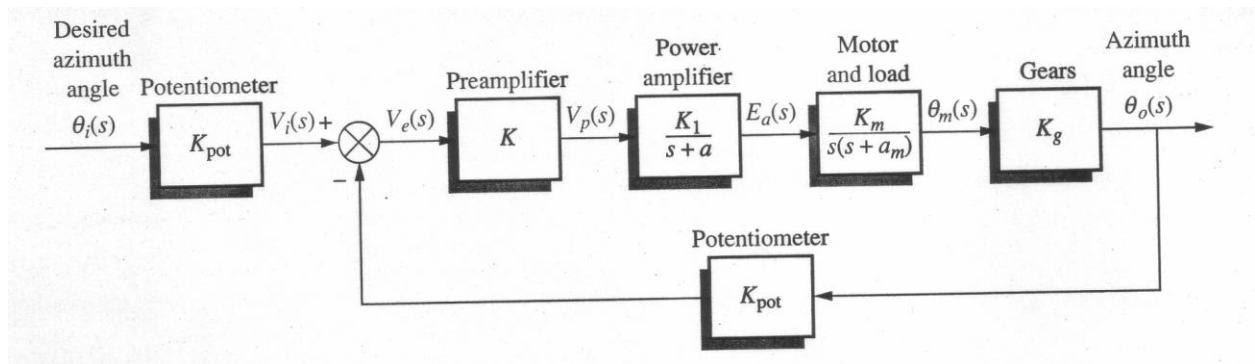 Desired
azimuth
angle
θi(s)
Potentiometer
Kpot
Vi(s) +
−
Ve(s)
Preamplifier
K
Vp(s)
Power
amplifier
K1
s + a
Ea(s)
Motor
and load
Km
s(s + am)
θm(s)
Gears
Kg
Azimuth
angle
θo(s)
Potentiometer
Kpot